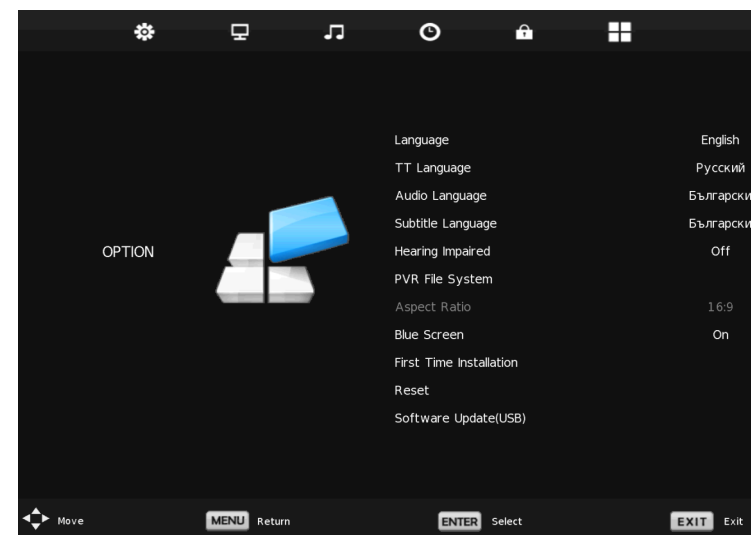 Language English
TT Language Русский
Audio Language Български
Subtitle Language Български
OPTION
Hearing Impaired Off
PVR File System
Aspect Ratio 16:9
Blue Screen On
First Time Installation
Reset
Software Update(USB)
Move MENU Return ENTER Select EXIT Exit